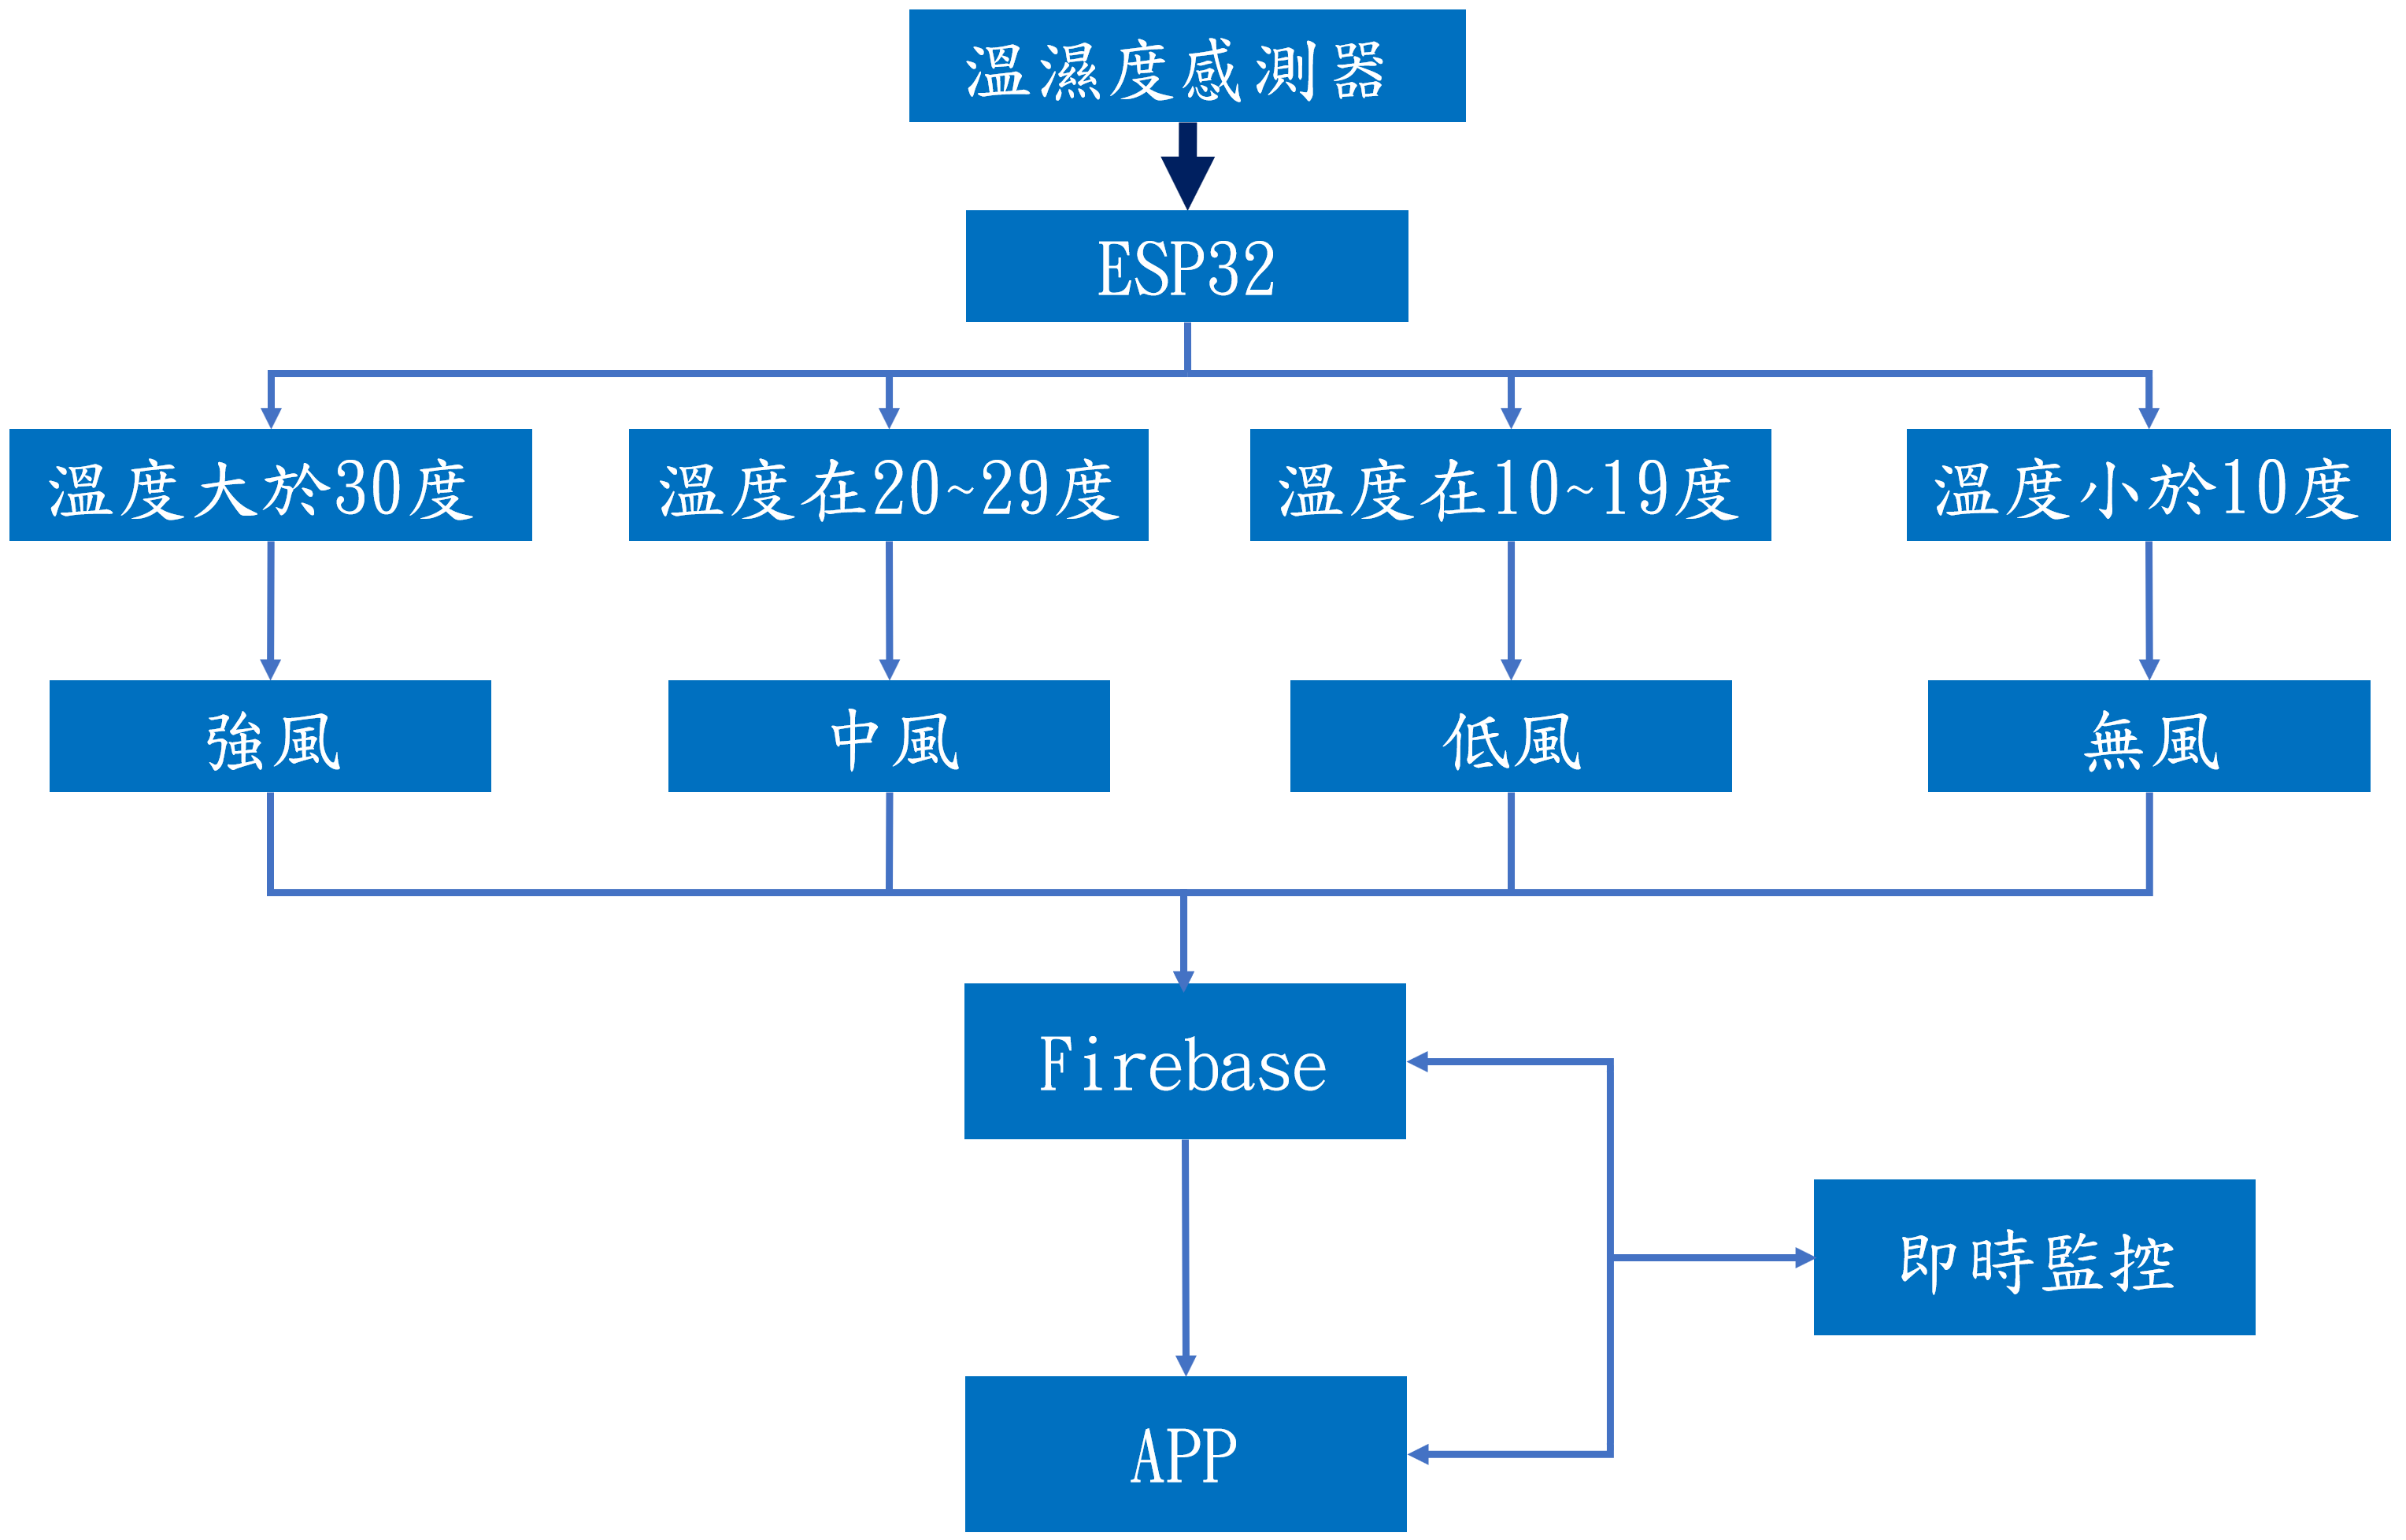 溫濕度感測器
ESP32
溫度大於30度
溫度在20~29度
溫度在10~19度
溫度小於10度
強風
中風
低風
無風
Firebase
即時監控
APP